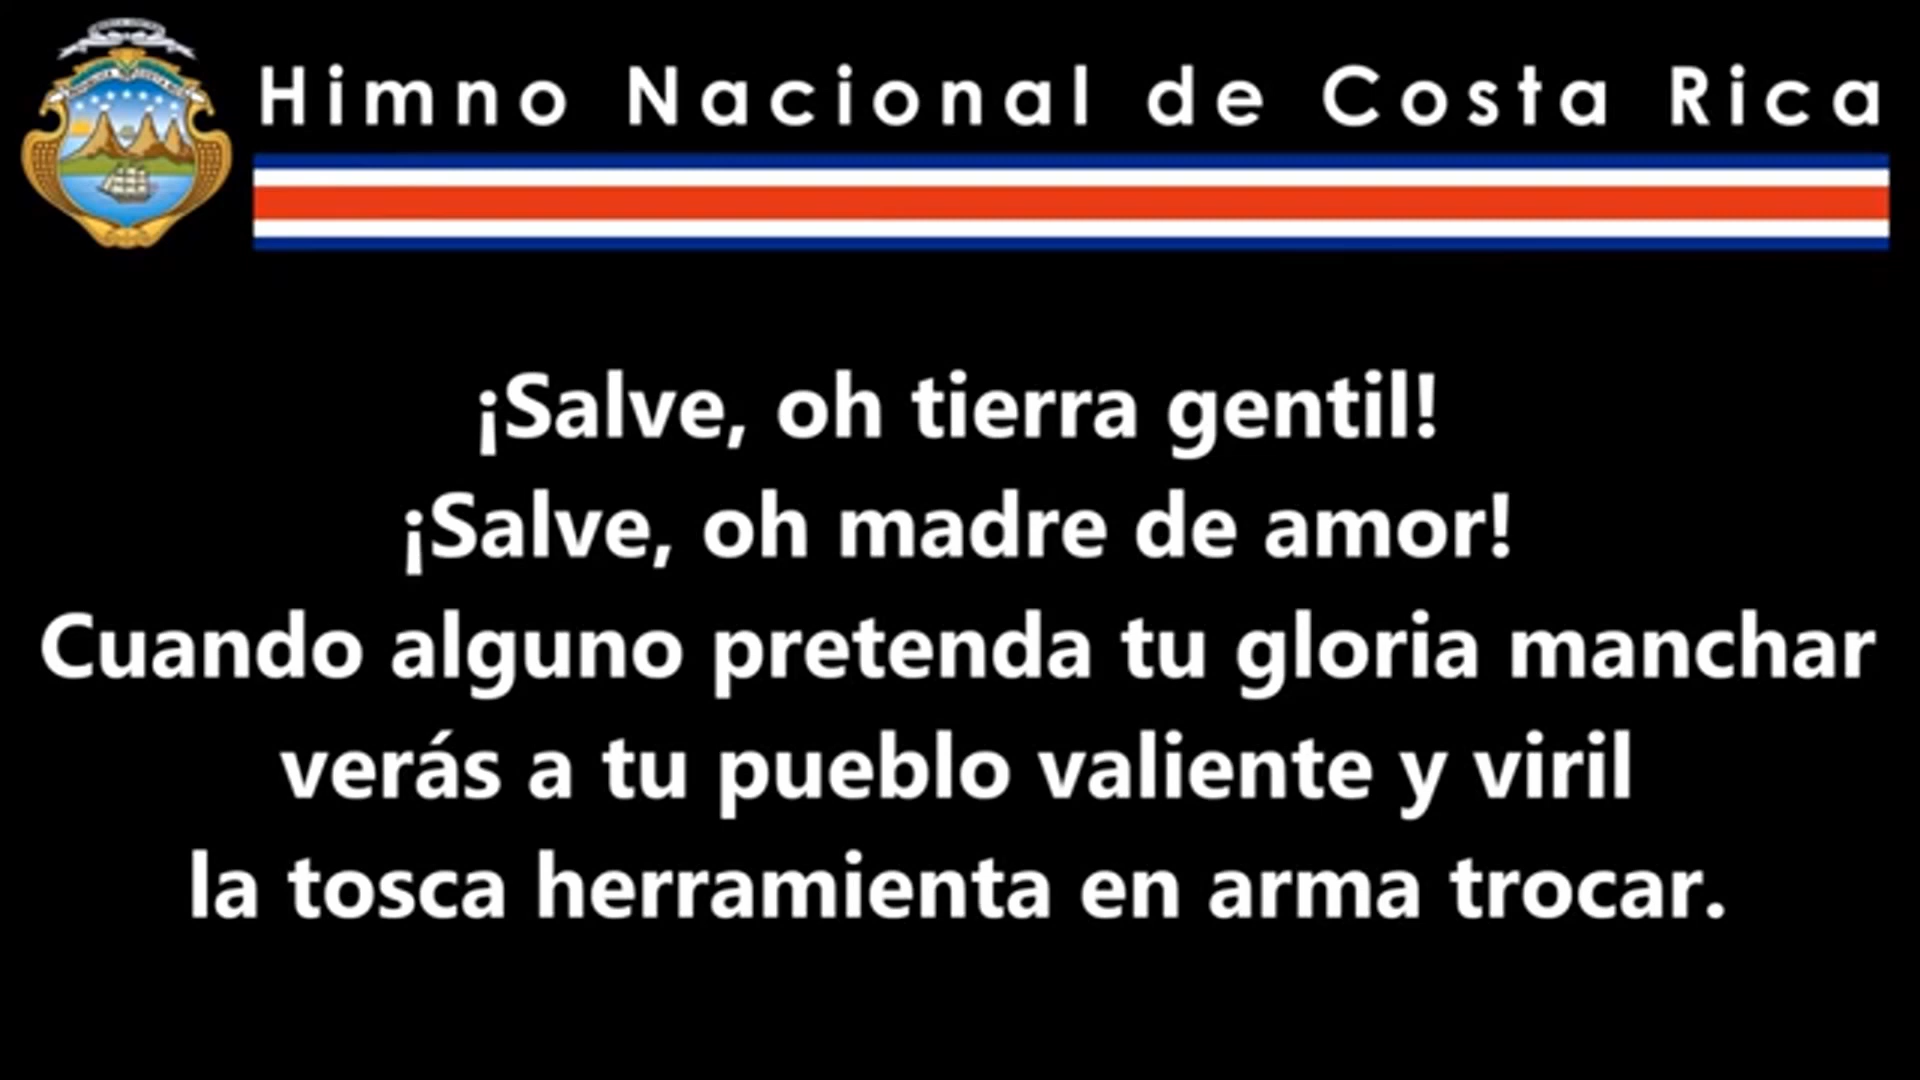 Himno Nacional de Costa Rica
¡Salve, oh tierra gentil!
¡Salve, oh madre de amor!
Cuando alguno pretenda tu gloria manchar
verás a tu pueblo valiente y viril
la tosca herramienta en arma trocar.